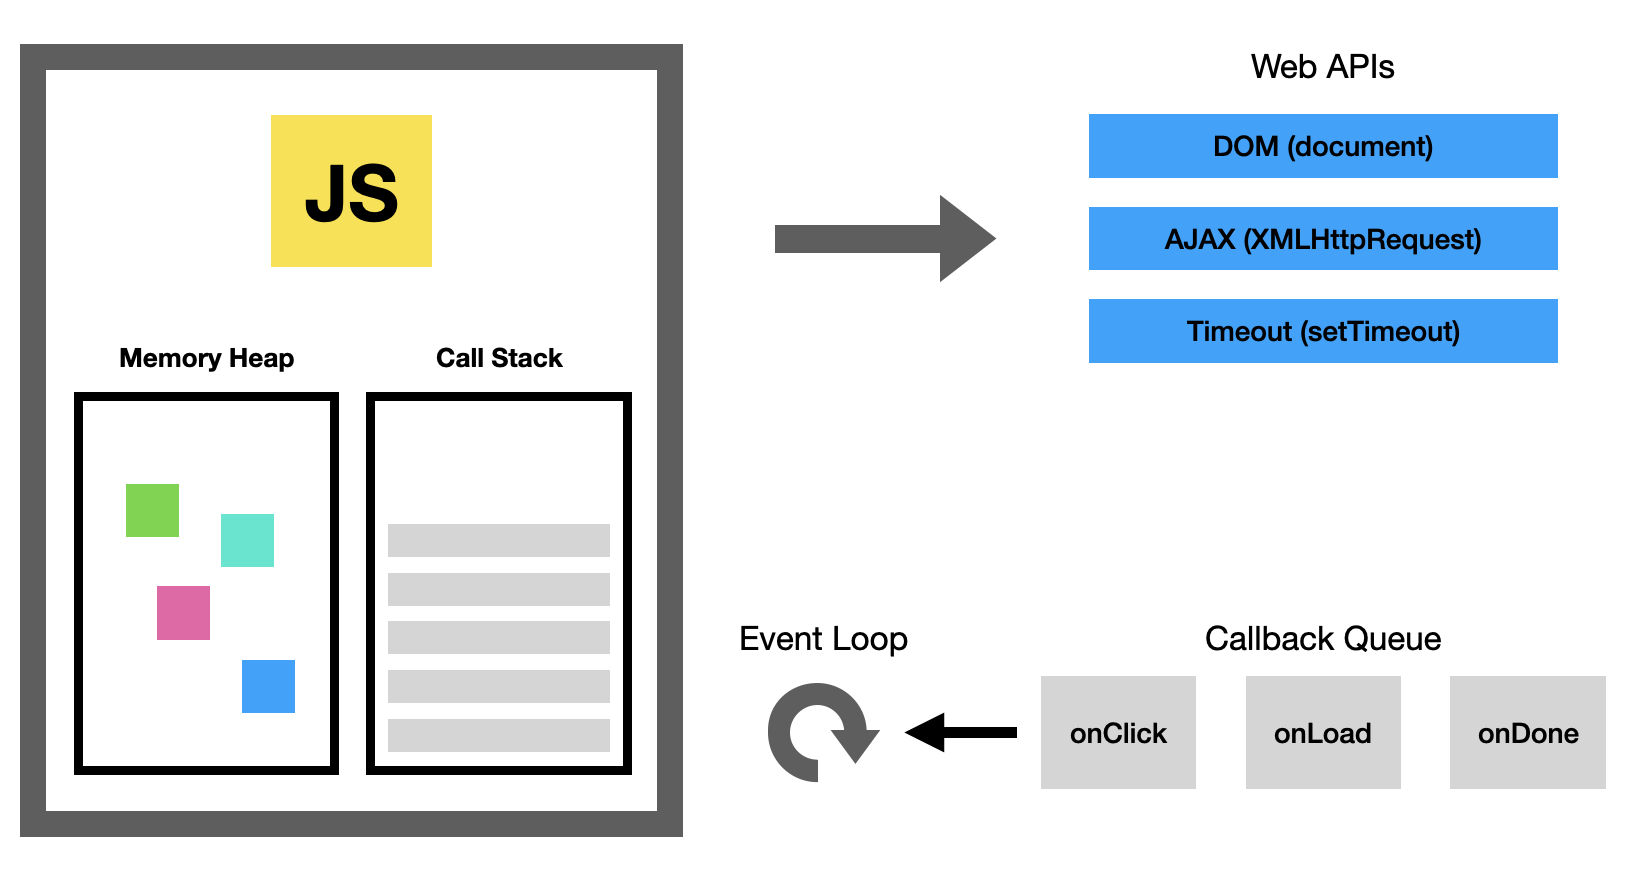 JS
Memory Heap
Call Stack
Web APIs
DOM (document)
AJAX (XMLHttpRequest)
Timeout (setTimeout)
Event Loop
Callback Queue
onClick
onLoad
onDone